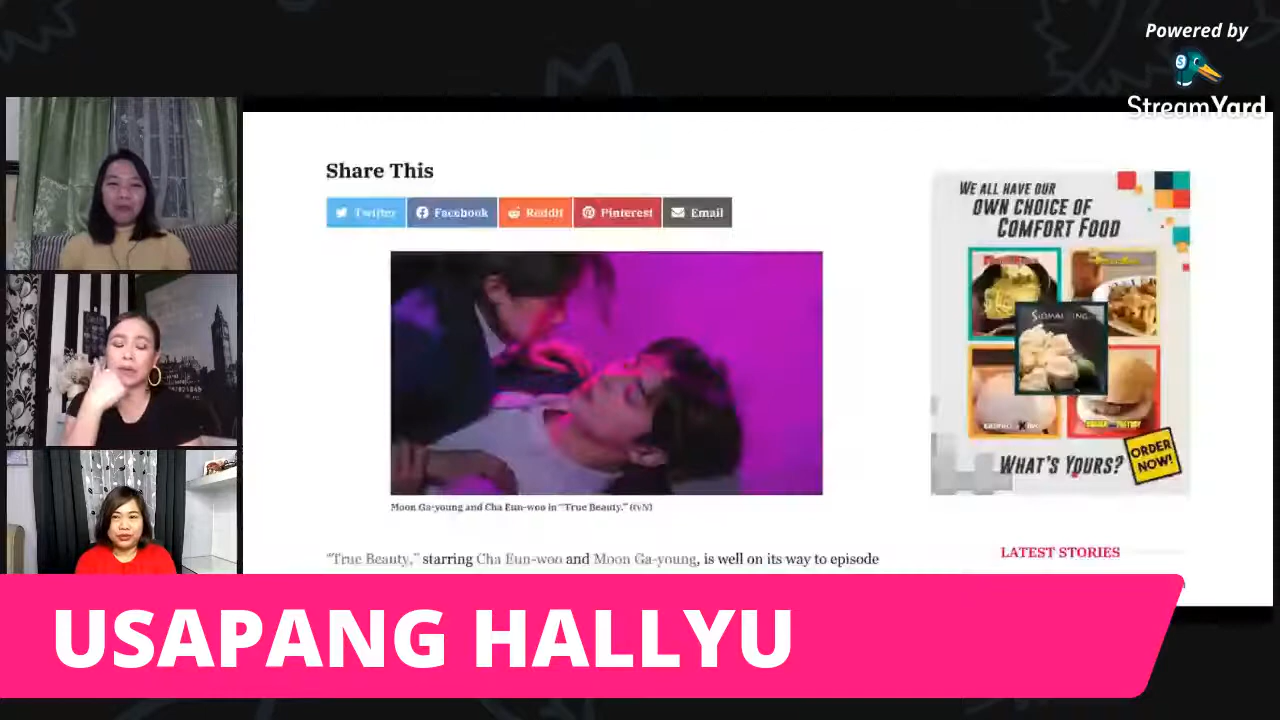 Powered by
StreamYard
Share This
Twitter
Facebook
Reddit
Pinterest
Email
Moon Ga-young and Cha Eun-woo in "True Beauty." (tvN)
"True Beauty," starring Cha Eun-woo and Moon Ga-young, is well on its way to episode
WE ALL HAVE OUR
OWN CHOICE OF
COMFORT FOOD
SIOMAI KING
WHAT'S YOURS?
ORDER
NOW!
LATEST STORIES
USAPANG HALLYU